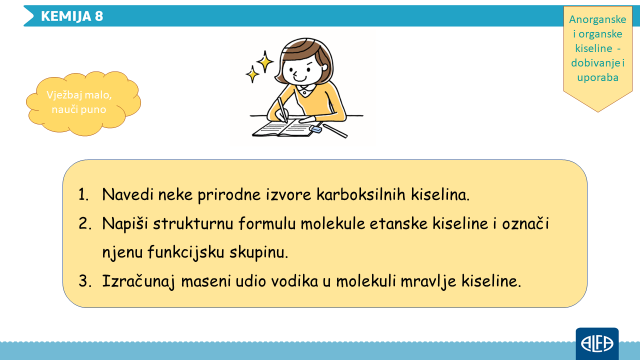 KEMIJA 8
Anorganske
i organske
kiseline -
dobivanje i
uporaba
Vježbaj malo,
nauči puno
1. Navedi neke prirodne izvore karboksilnih kiselina.
2. Napiši strukturnu formulu molekule etanske kiseline i označi
njenu funkcijsku skupinu.
3. Izračunaj maseni udio vodika u molekuli mravlje kiseline.
ALFA